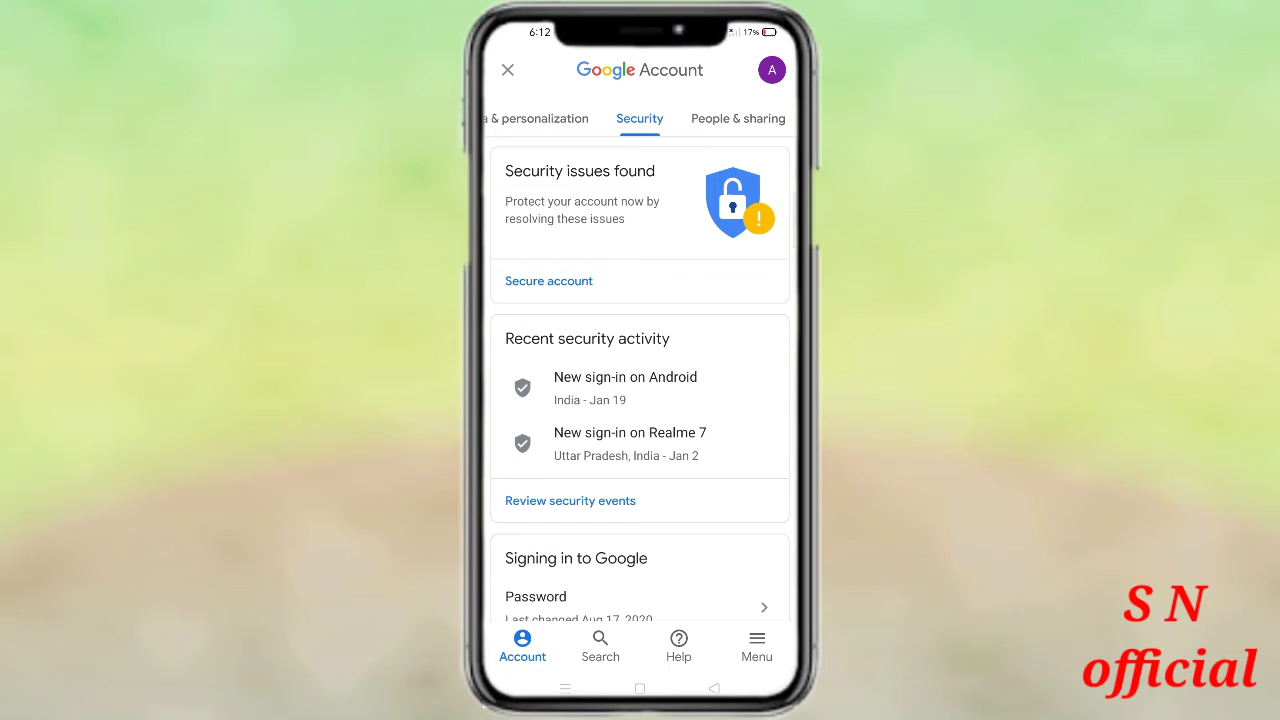 6:12
17%
Google Account
A
a & personalization
Security
People & sharing
Security issues found
Protect your account now by
resolving these issues
!
Secure account
Recent security activity
New sign-in on Android
India - Jan 19
New sign-in on Realme 7
Uttar Pradesh, India - Jan 2
Review security events
Signing in to Google
Password
Last changed Aug 17, 2020
Account
Search
Help
Menu
S N
official